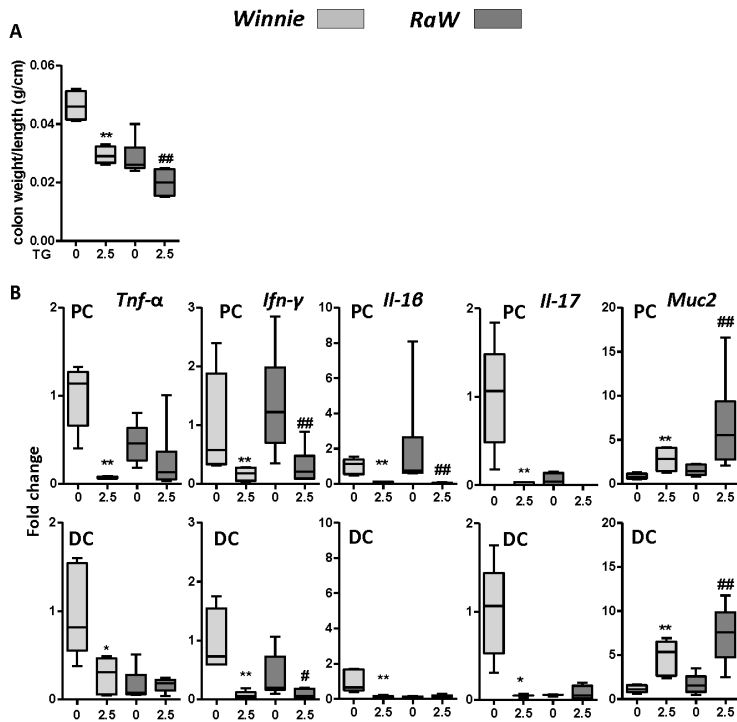 Winnie RaW
A
colon weight/length (g/cm)
0.06
0.04
0.02
0.00
** ##
TG 0 2.5 0 2.5
B
Fold change
PC Tnf-α
2
1
0
**
0 2.5 0 2.5
PC Ifn-γ
3
2
1
0
** ##
0 2.5 0 2.5
PC Il-1β
10
8
6
4
2
0
** ##
0 2.5 0 2.5
PC Il-17
2
1
0
**
0 2.5 0 2.5
PC Muc2
20
15
10
5
0
** ##
0 2.5 0 2.5
DC
2
1
0
*
0 2.5 0 2.5
DC
3
2
1
0
** #
0 2.5 0 2.5
DC
10
8
6
4
2
0
**
0 2.5 0 2.5
DC
2
1
0
*
0 2.5 0 2.5
DC
20
15
10
5
0
** ##
0 2.5 0 2.5